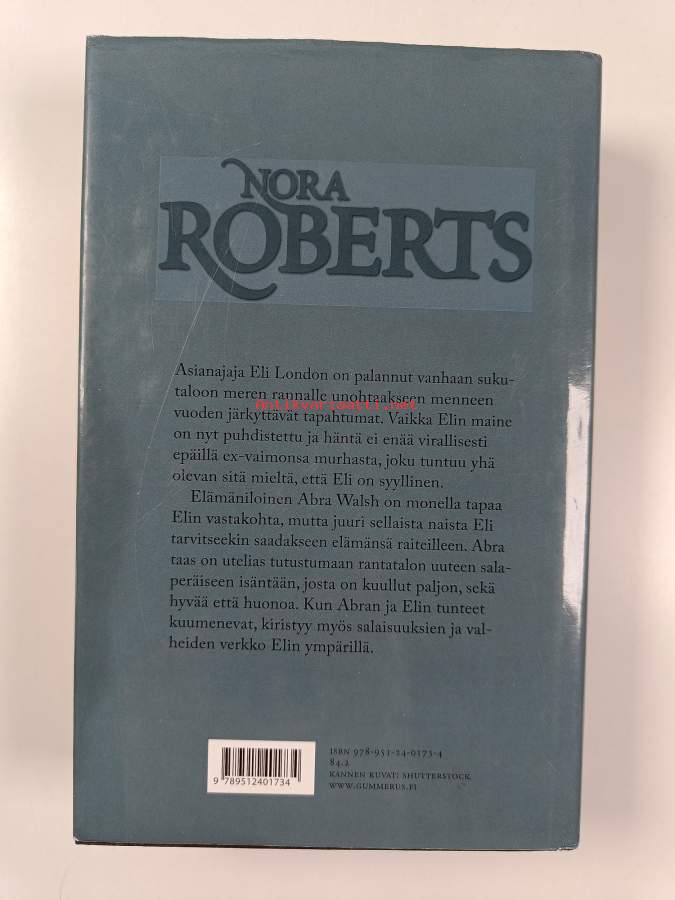 NORA
ROBERTS
Asianajaja Eli London on palannut vanhaan suku-
taloon meren rannalle unohtaakseen menneen
antikvariaatti.net
vuoden järkyttävät tapahtumat. Vaikka Elin maine
on nyt puhdistettu ja häntä ei enää virallisesti
epäillä ex-vaimonsa murhasta, joku tuntuu yhä
olevan sitä mieltä, että Eli on syyllinen.
Elämäniloinen Abra Walsh on monella tapaa
Elin vastakohta, mutta juuri sellaista naista Eli
tarvitseekin saadakseen elämänsä raiteilleen. Abra
taas on utelias tutustumaan rantatalon uuteen sala-
peräiseen isäntään, josta on kuullut paljon, sekä
hyvää että huonoa. Kun Abran ja Elin tunteet
kuumenevat, kiristyy myös salaisuuksien ja val-
heiden verkko Elin ympärillä.
ISBN 978-951-24-0173-4
84.2
KANNEN KUVAT: SHUTTERSTOCK
WWW.GUMMERUS.FI
9 789512 401734